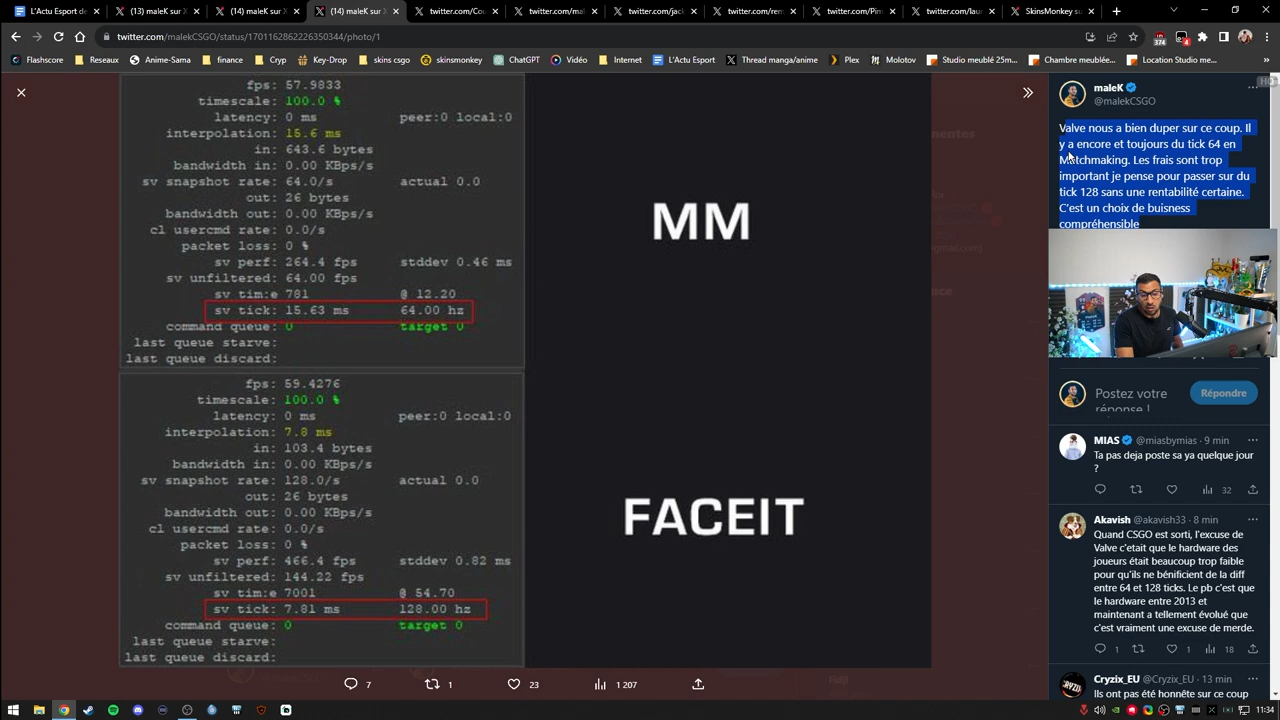 L'Actu Esport de
(13) maleK sur X
(14) maleK sur X
(14) maleK sur X
twitter.com/Cou
twitter.com/mal
twitter.com/jack
twitter.com/rem
twitter.com/Pim
twitter.com/laur
SkinsMonkey su
twitter.com/malekCSGO/status/1701162862226350344/photo/1
374
4
Flashscore
Reseaux
Anime-Sama
finance
Cryp
Key-Drop
skins csgo
skinsmonkey
ChatGPT
Vidéo
Internet
L'Actu Esport
Thread manga/anime
Plex
Molotov
Studio meublé 25m...
Chambre meublée...
Location Studio me...
HQ
fps: 57.9833
timescale: 100.0 %
latency: 0 ms peer:0 local:0
interpolation: 15.6 ms
in: 643.6 bytes
bandwidth in: 0.00 KBps/s
sv snapshot rate: 64.0/s actual 0.0
out: 26 bytes
bandwidth out: 0.00 KBps/s
cl usercmd rate: 0.0/s
packet loss: 0 %
sv perf: 264.4 fps stddev 0.46 ms
sv unfiltered: 64.00 fps
sv time 781 @ 12.20
sv tick: 15.63 ms 64.00 hz
command queue: 0 target 0
last queue starve:
last queue discard:
MM
fps: 59.4276
timescale: 100.0 %
latency: 0 ms peer:0 local:0
interpolation: 7.8 ms
in: 103.4 bytes
bandwidth in: 0.00 KBps/s
sv snapshot rate: 128.0/s actual 0.0
out: 26 bytes
bandwidth out: 0.00 KBps/s
cl usercmd rate: 0.0/s
packet loss: 0 %
sv perf: 466.4 fps stddev 0.82 ms
sv unfiltered: 144.22 fps
sv time 7001 @ 54.70
sv tick: 7.81 ms 128.00 hz
command queue: 0 target 0
last queue starve:
last queue discard:
FACEIT
7
1
23
1 207
maleK
@malekCSGO
Valve nous a bien duper sur ce coup. Il
y a encore et toujours du tick 64 en
Matchmaking. Les frais sont trop
important je pense pour passer sur du
tick 128 sans une rentabilité certaine.
C'est un choix de buisness
compréhensible
Postez votre
réponse !
Répondre
MIAS @miasbymias · 9 min
Ta pas deja poste sa ya quelque jour
?
32
Akavish @akavish33 · 8 min
Quand CSGO est sorti, l'excuse de
Valve c'etait que le hardware des
joueurs était beaucoup trop faible
pour qu'ils ne bénificient de la diff
entre 64 et 128 ticks. Le pb c'est que
le hardware entre 2013 et
maintenant a tellement évolué que
c'est vraiment une excuse de merde.
1
1
18
Cryzix_EU @Cryzix_EU · 13 min
Ils ont pas été honnête sur ce coup
11:34